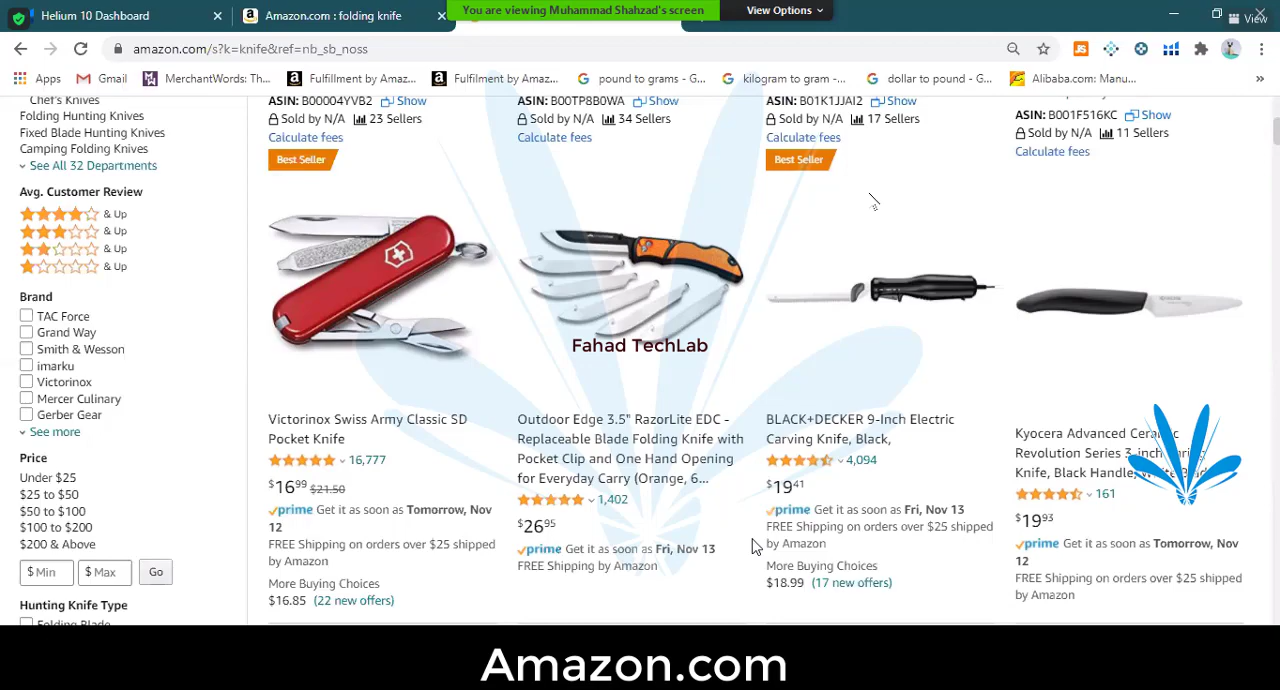 Helium 10 Dashboard
Amazon.com : folding knife
You are viewing Muhammad Shahzad's screen
View Options
View
amazon.com/s?k=knife&ref=nb_sb_noss
Apps
Gmail
MerchantWords: Th...
Fulfillment by Amaz...
Fulfilment by Amaz...
pound to grams - G...
kilogram to gram -...
dollar to pound - G...
Alibaba.com: Manu...
»
Chef's Knives
Folding Hunting Knives
Fixed Blade Hunting Knives
Camping Folding Knives
See All 32 Departments
Avg. Customer Review
& Up
& Up
& Up
& Up
Brand
TAC Force
Grand Way
Smith & Wesson
imarku
Victorinox
Mercer Culinary
Gerber Gear
See more
Price
Under $25
$25 to $50
$50 to $100
$100 to $200
$200 & Above
$ Min
$ Max
Go
Hunting Knife Type
Folding Blade
ASIN: B00004YVB2 Show
Sold by N/A 23 Sellers
Calculate fees
Best Seller
Victorinox Swiss Army Classic SD
Pocket Knife
16,777
$1699 $21.50
prime Get it as soon as Tomorrow, Nov
12
FREE Shipping on orders over $25 shipped
by Amazon
More Buying Choices
$16.85 (22 new offers)
ASIN: B00TP8B0WA Show
Sold by N/A 34 Sellers
Calculate fees
Fahad TechLab
Outdoor Edge 3.5" RazorLite EDC -
Replaceable Blade Folding Knife with
Pocket Clip and One Hand Opening
for Everyday Carry (Orange, 6...
1,402
$2695
prime Get it as soon as Fri, Nov 13
FREE Shipping by Amazon
ASIN: B01K1JJAI2 Show
Sold by N/A 17 Sellers
Calculate fees
Best Seller
BLACK+DECKER 9-Inch Electric
Carving Knife, Black,
4,094
$1941
prime Get it as soon as Fri, Nov 13
FREE Shipping on orders over $25 shipped
by Amazon
More Buying Choices
$18.99 (17 new offers)
ASIN: B001F516KC Show
Sold by N/A 11 Sellers
Calculate fees
Kyocera Advanced
Revolution Series 3-inch
Knife, Black Handle,
161
$1993
prime Get it as soon as Tomorrow, Nov
12
FREE Shipping on orders over $25 shipped
by Amazon
Amazon.com